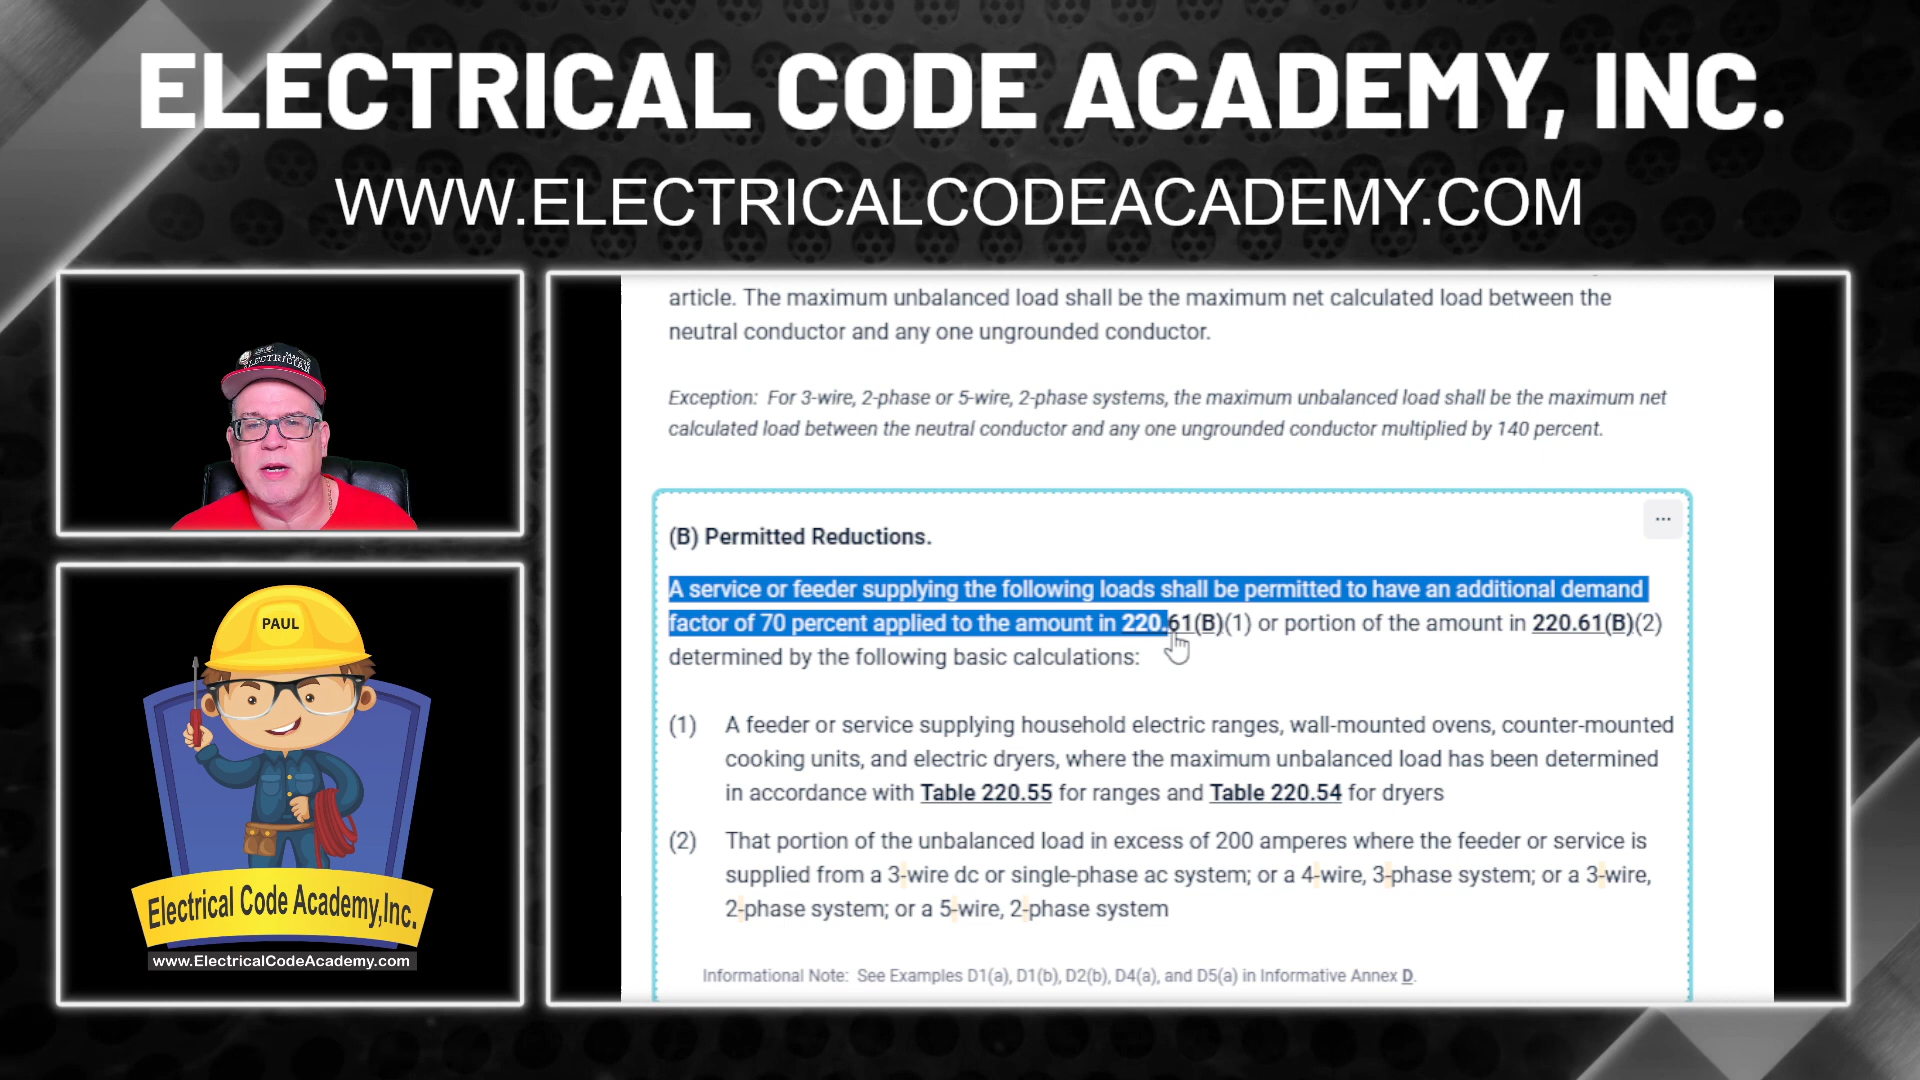 ELECTRICAL CODE ACADEMY, INC.
WWW.ELECTRICALCODEACADEMY.COM
ELECTRICIAN
PAUL
Electrical Code Academy,Inc.
www.ElectricalCodeAcademy.com
article. The maximum unbalanced load shall be the maximum net calculated load between the
neutral conductor and any one ungrounded conductor.
Exception: For 3-wire, 2-phase or 5-wire, 2-phase systems, the maximum unbalanced load shall be the maximum net
calculated load between the neutral conductor and any one ungrounded conductor multiplied by 140 percent.
...
(B) Permitted Reductions.
A service or feeder supplying the following loads shall be permitted to have an additional demand
factor of 70 percent applied to the amount in 220.61(B)(1) or portion of the amount in 220.61(B)(2)
determined by the following basic calculations:
(1) A feeder or service supplying household electric ranges, wall-mounted ovens, counter-mounted
cooking units, and electric dryers, where the maximum unbalanced load has been determined
in accordance with Table 220.55 for ranges and Table 220.54 for dryers
(2) That portion of the unbalanced load in excess of 200 amperes where the feeder or service is
supplied from a 3-wire dc or single-phase ac system; or a 4-wire, 3-phase system; or a 3-wire,
2-phase system; or a 5-wire, 2-phase system
Informational Note: See Examples D1(a), D1(b), D2(b), D4(a), and D5(a) in Informative Annex D.